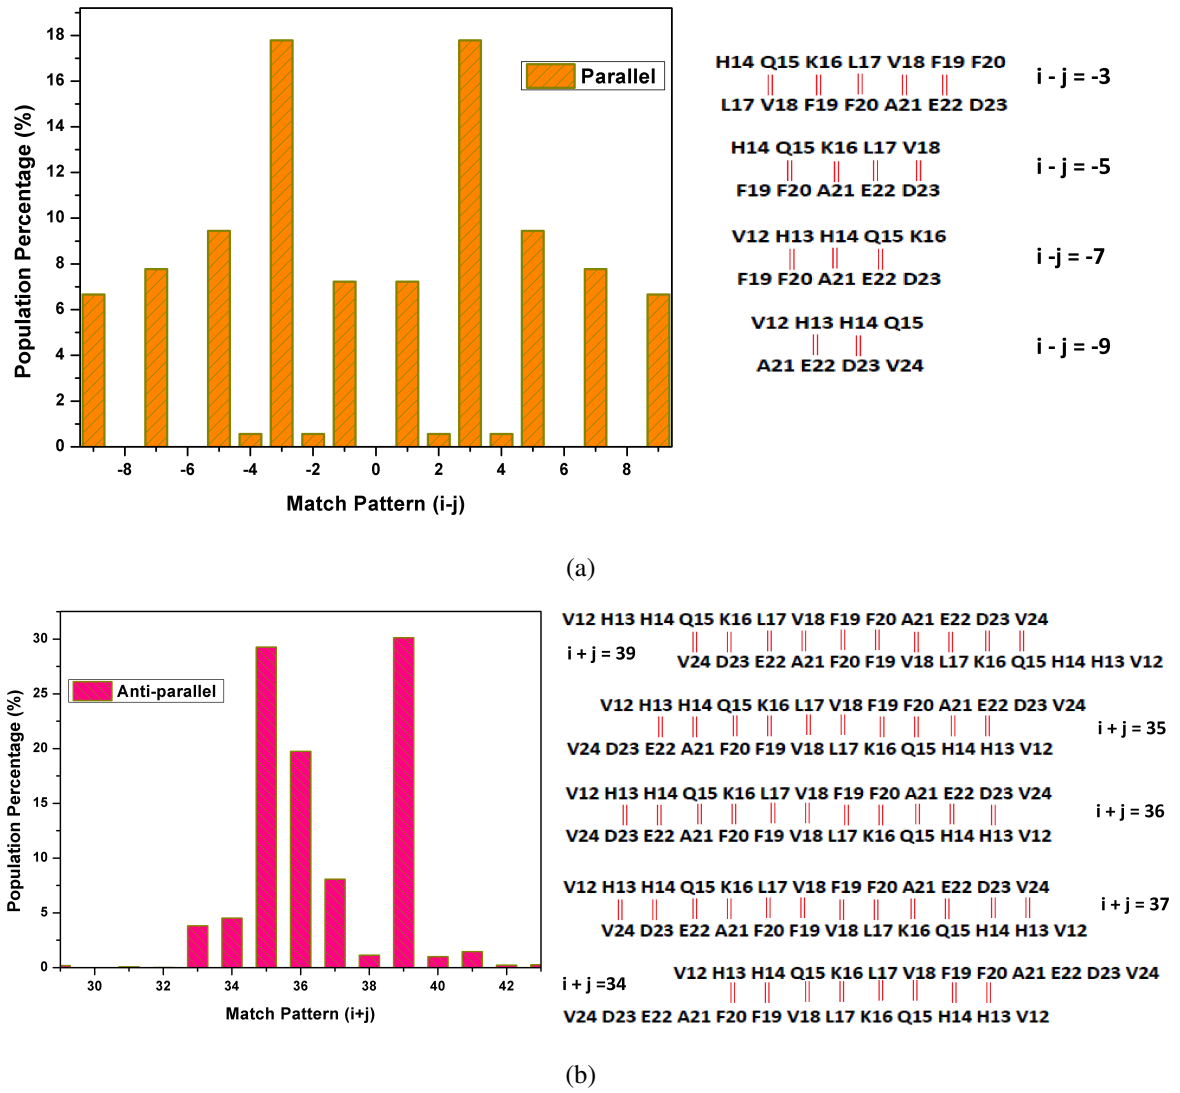 18
16
14
12
10
8
6
4
2
0
Population Percentage (%)
Parallel
-8 -6 -4 -2 0 2 4 6 8
Match Pattern (i-j)
H14 Q15 K16 L17 V18 F19 F20
L17 V18 F19 F20 A21 E22 D23
i - j = -3
H14 Q15 K16 L17 V18
F19 F20 A21 E22 D23
i - j = -5
V12 H13 H14 Q15 K16
F19 F20 A21 E22 D23
i -j = -7
V12 H13 H14 Q15
A21 E22 D23 V24
i - j = -9
(a)
30
25
20
15
10
5
0
Population Percentage (%)
Anti-parallel
30 32 34 36 38 40 42
Match Pattern (i+j)
V12 H13 H14 Q15 K16 L17 V18 F19 F20 A21 E22 D23 V24
i + j = 39
V24 D23 E22 A21 F20 F19 V18 L17 K16 Q15 H14 H13 V12
V12 H13 H14 Q15 K16 L17 V18 F19 F20 A21 E22 D23 V24
i + j = 35
V24 D23 E22 A21 F20 F19 V18 L17 K16 Q15 H14 H13 V12
V12 H13 H14 Q15 K16 L17 V18 F19 F20 A21 E22 D23 V24
i + j = 36
V24 D23 E22 A21 F20 F19 V18 L17 K16 Q15 H14 H13 V12
V12 H13 H14 Q15 K16 L17 V18 F19 F20 A21 E22 D23 V24
i + j = 37
V24 D23 E22 A21 F20 F19 V18 L17 K16 Q15 H14 H13 V12
V12 H13 H14 Q15 K16 L17 V18 F19 F20 A21 E22 D23 V24
i + j =34
V24 D23 E22 A21 F20 F19 V18 L17 K16 Q15 H14 H13 V12
(b)